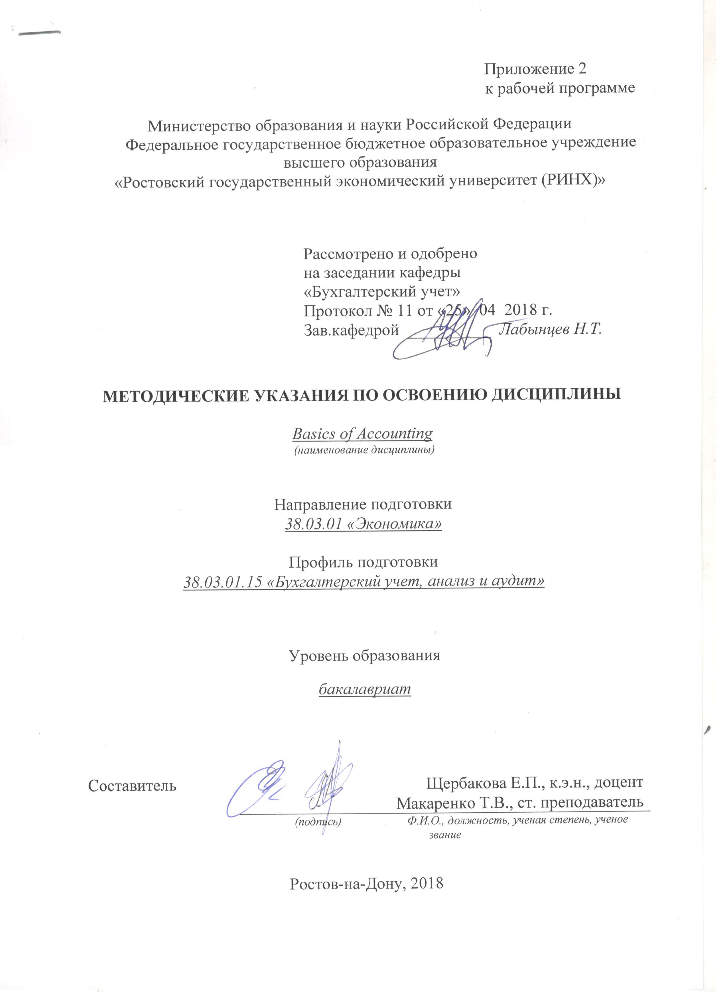 Приложение 2
к рабочей программе
Министерство образования и науки Российской Федерации
Федеральное государственное бюджетное образовательное учреждение
высшего образования
«Ростовский государственный экономический университет (РИНХ)»
Рассмотрено и одобрено
на заседании кафедры
«Бухгалтерский учет»
Протокол № 11 от «25» 04 2018 г.
Зав.кафедрой Лабынцев Н.Т.
МЕТОДИЧЕСКИЕ УКАЗАНИЯ ПО ОСВОЕНИЮ ДИСЦИПЛИНЫ
Basics of Accounting
(наименование дисциплины)
Направление подготовки
38.03.01 «Экономика»
Профиль подготовки
38.03.01.15 «Бухгалтерский учет, анализ и аудит»
Уровень образования
бакалавриат
Составитель Щербакова Е.П., к.э.н., доцент
Макаренко Т.В., ст. преподаватель
(подпись) Ф.И.О., должность, ученая степень, ученое
звание
Ростов-на-Дону, 2018